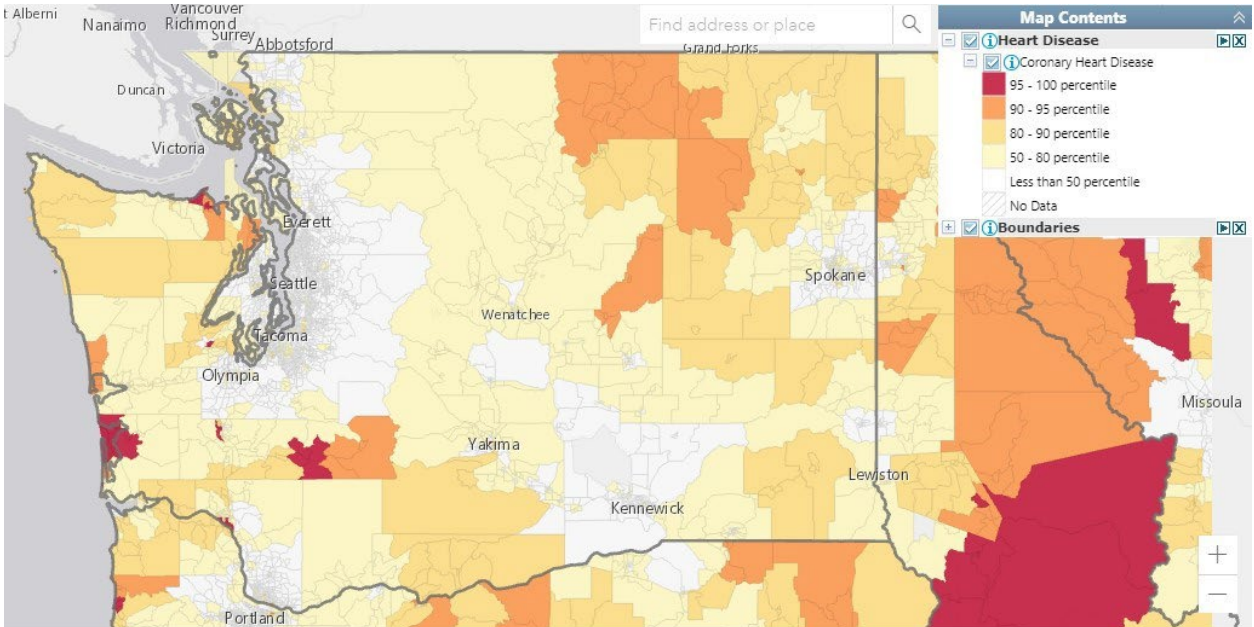 t Alberni
Nanaimo
Vancouver
Richmond
Surrey
Abbotsford
Duncan
Victoria
Grand Forks
Everett
Seattle
Tacoma
Olympia
Wenatchee
Spokane
Yakima
Kennewick
Lewiston
Missoula
Portland
Find address or place
Map Contents
Heart Disease
Coronary Heart Disease
95 - 100 percentile
90 - 95 percentile
80 - 90 percentile
50 - 80 percentile
Less than 50 percentile
No Data
Boundaries